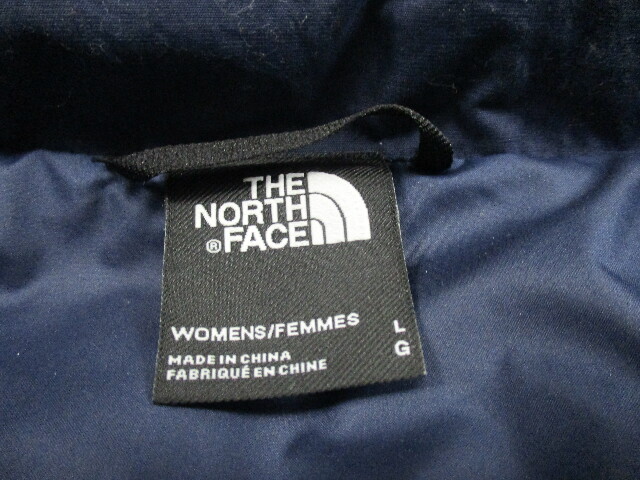 THE
NORTH
® FACE
WOMENS/FEMMES L
G
MADE IN CHINA
FABRIQUÉ EN CHINE